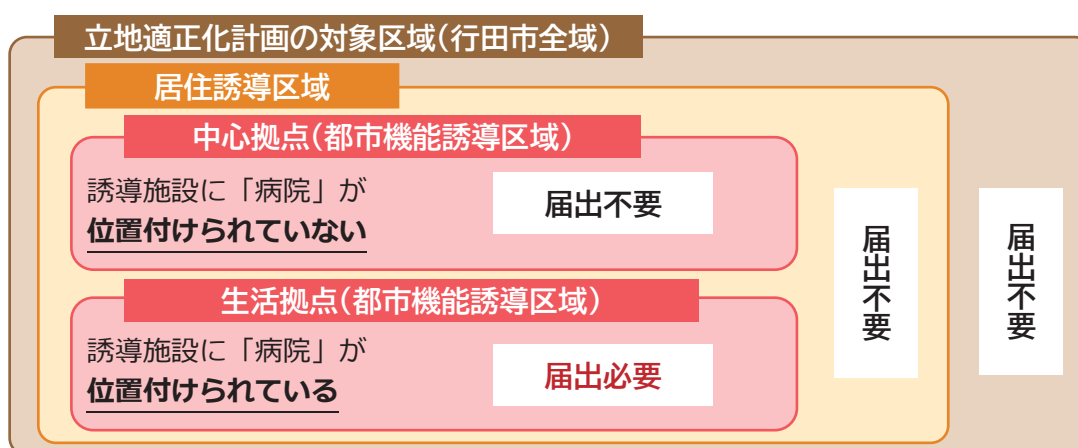 立地適正化計画の対象区域(行田市全域)
居住誘導区域
中心拠点(都市機能誘導区域)
誘導施設に「病院」が
位置付けられていない
届出不要
生活拠点(都市機能誘導区域)
誘導施設に「病院」が
位置付けられている
届出必要
届出不要
届出不要